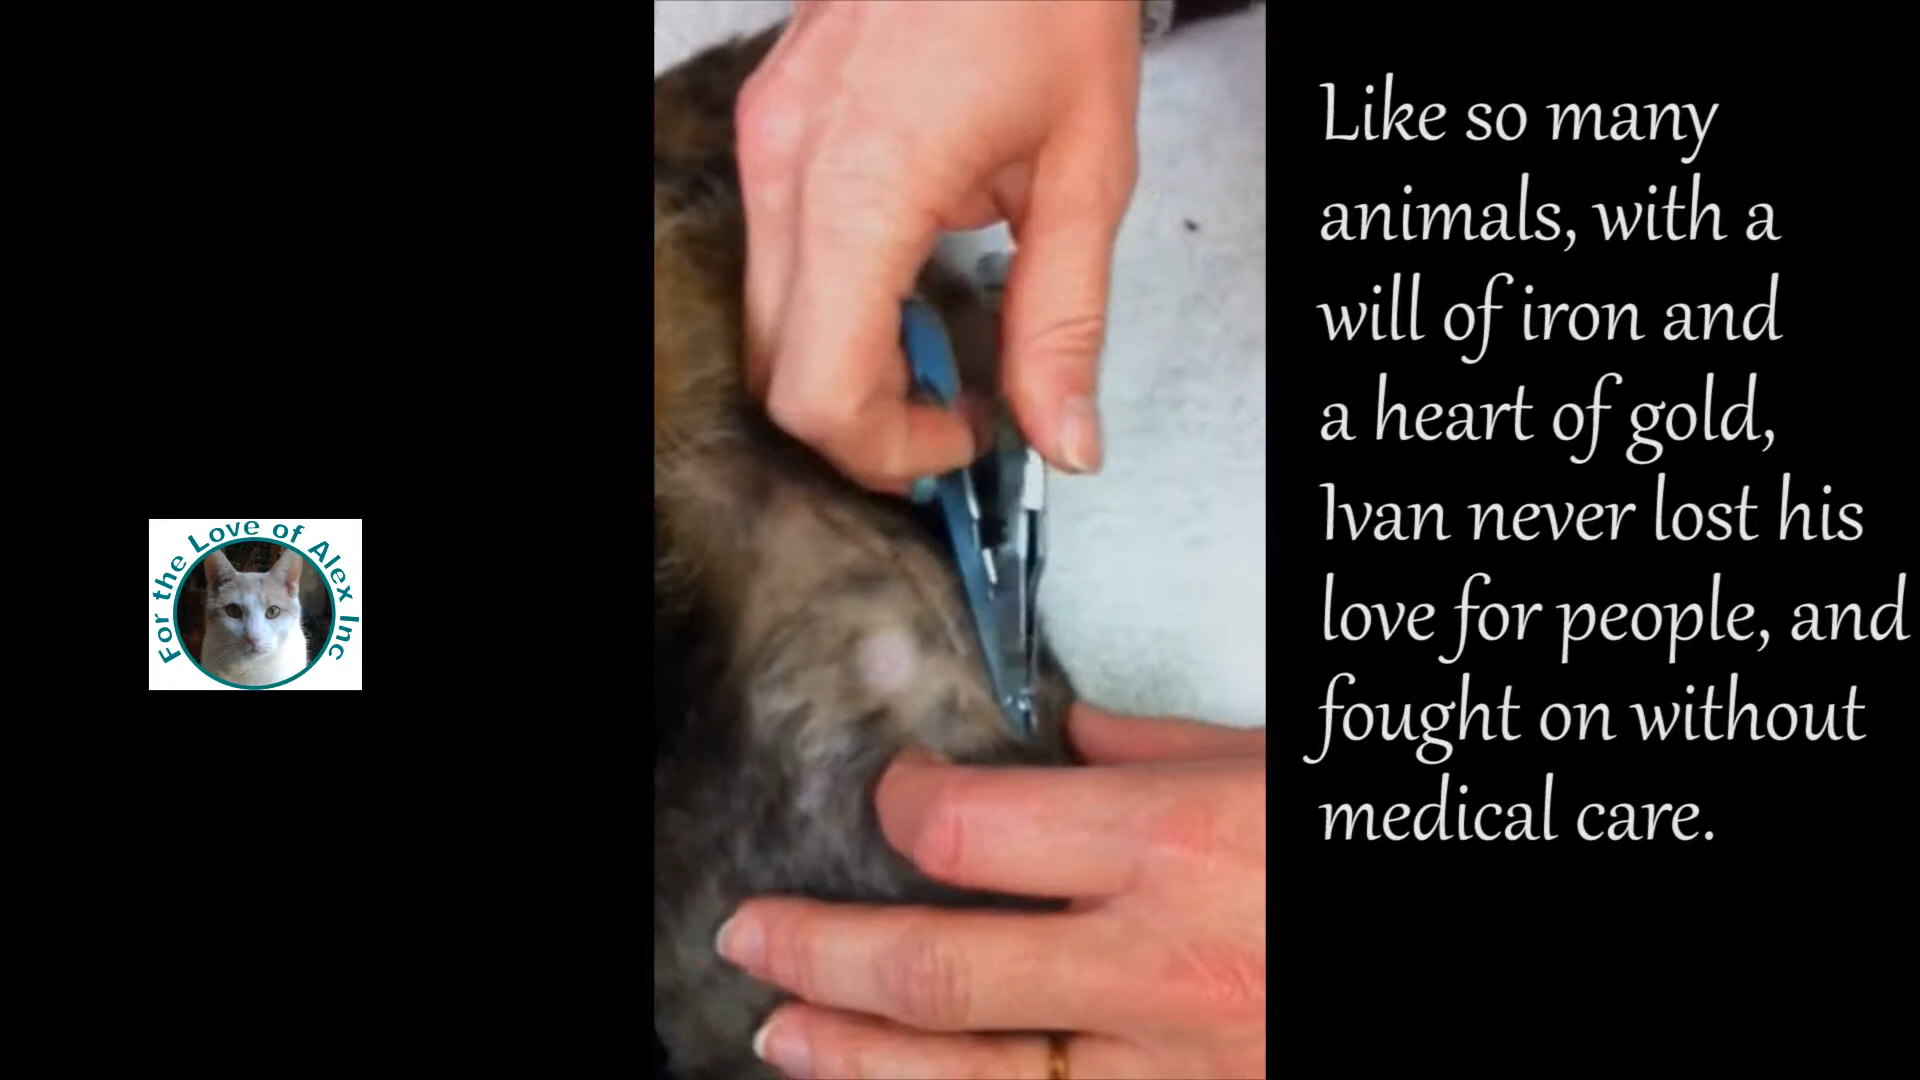 For the Love of Alex Inc
Like so many
animals, with a
will of iron and
a heart of gold,
Ivan never lost his
love for people, and
fought on without
medical care.